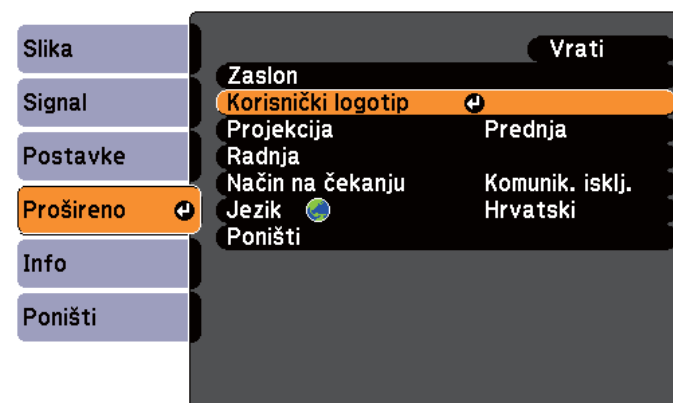 Slika
Signal
Postavke
Prošireno
Info
Poništi
Vrati
Zaslon
Korisnički logotip
Projekcija Prednja
Radnja
Način na čekanju Komunik. isklj.
Jezik Hrvatski
Poništi